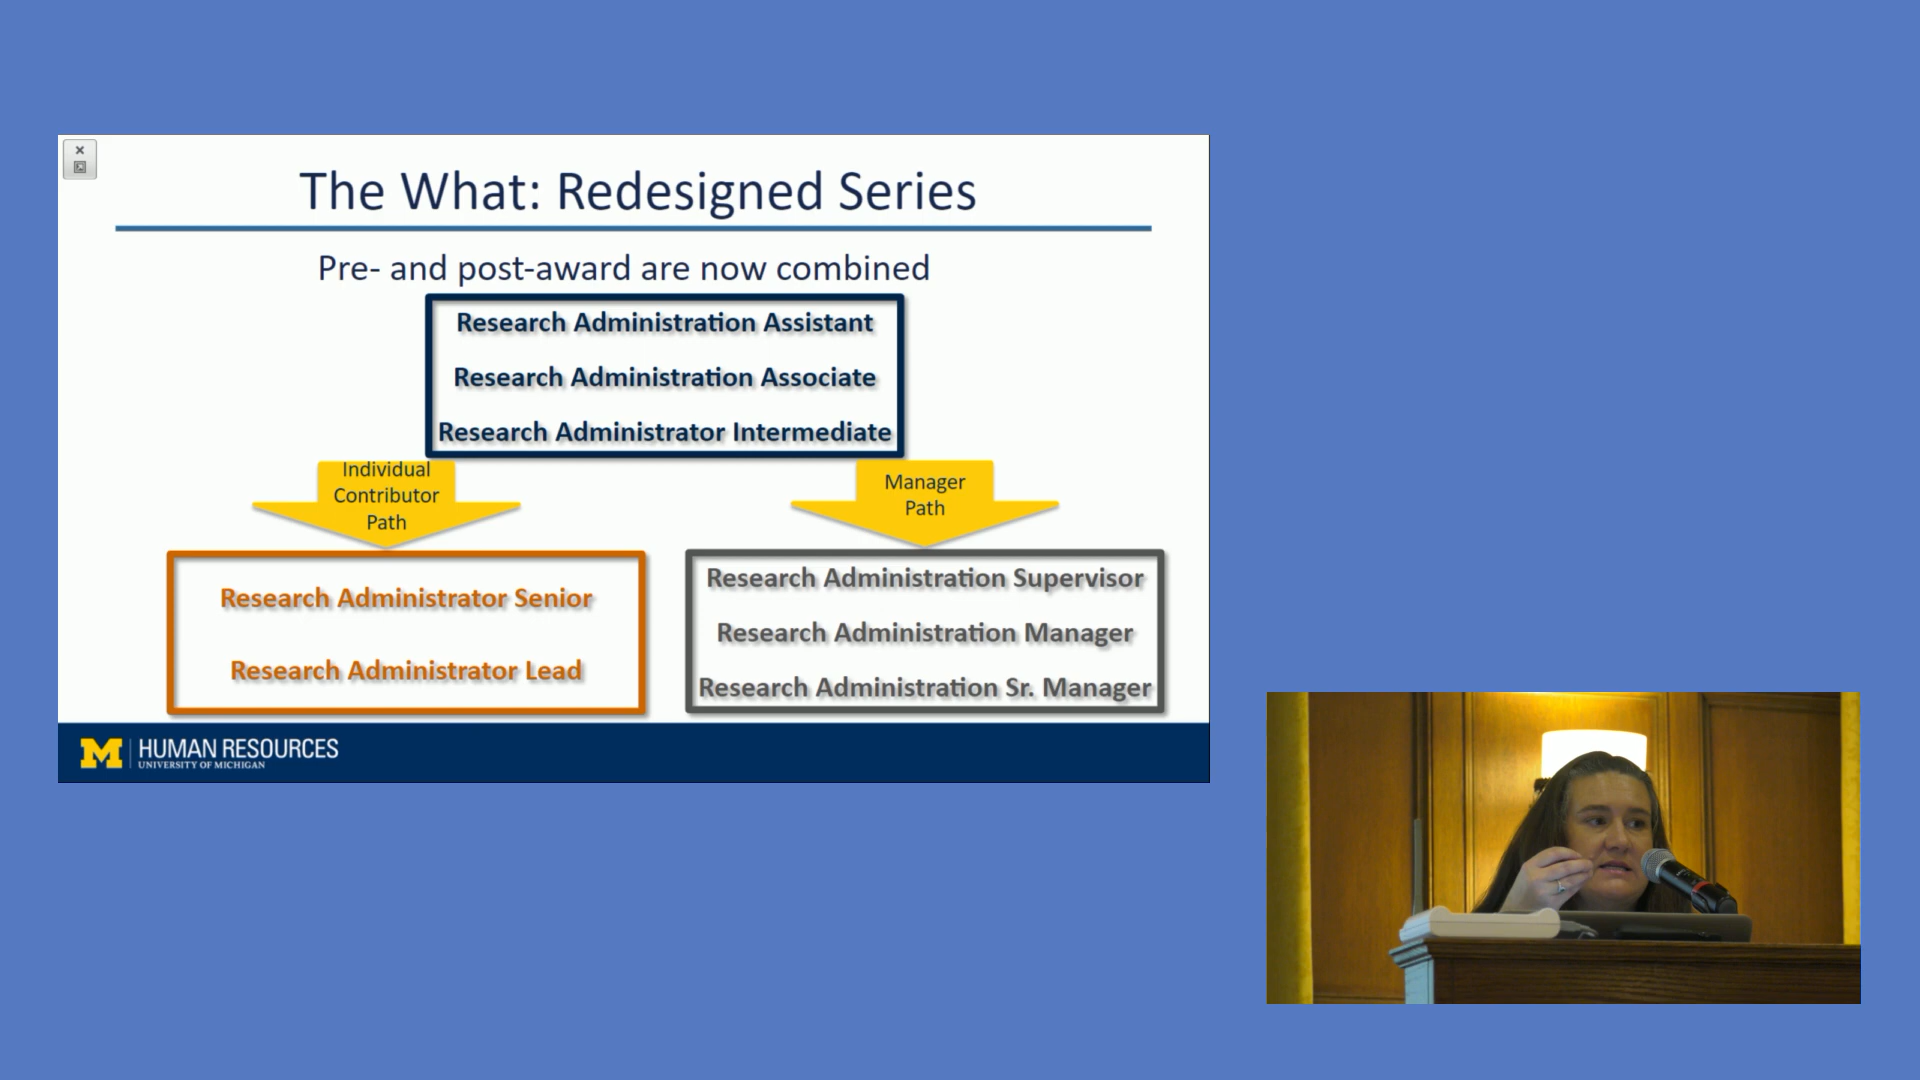 The What: Redesigned Series
Pre- and post-award are now combined
Research Administration Assistant
Research Administration Associate
Research Administrator Intermediate
Individual
Contributor
Path
Manager
Path
Research Administrator Senior
Research Administrator Lead
Research Administration Supervisor
Research Administration Manager
Research Administration Sr. Manager
M
HUMAN RESOURCES
UNIVERSITY OF MICHIGAN